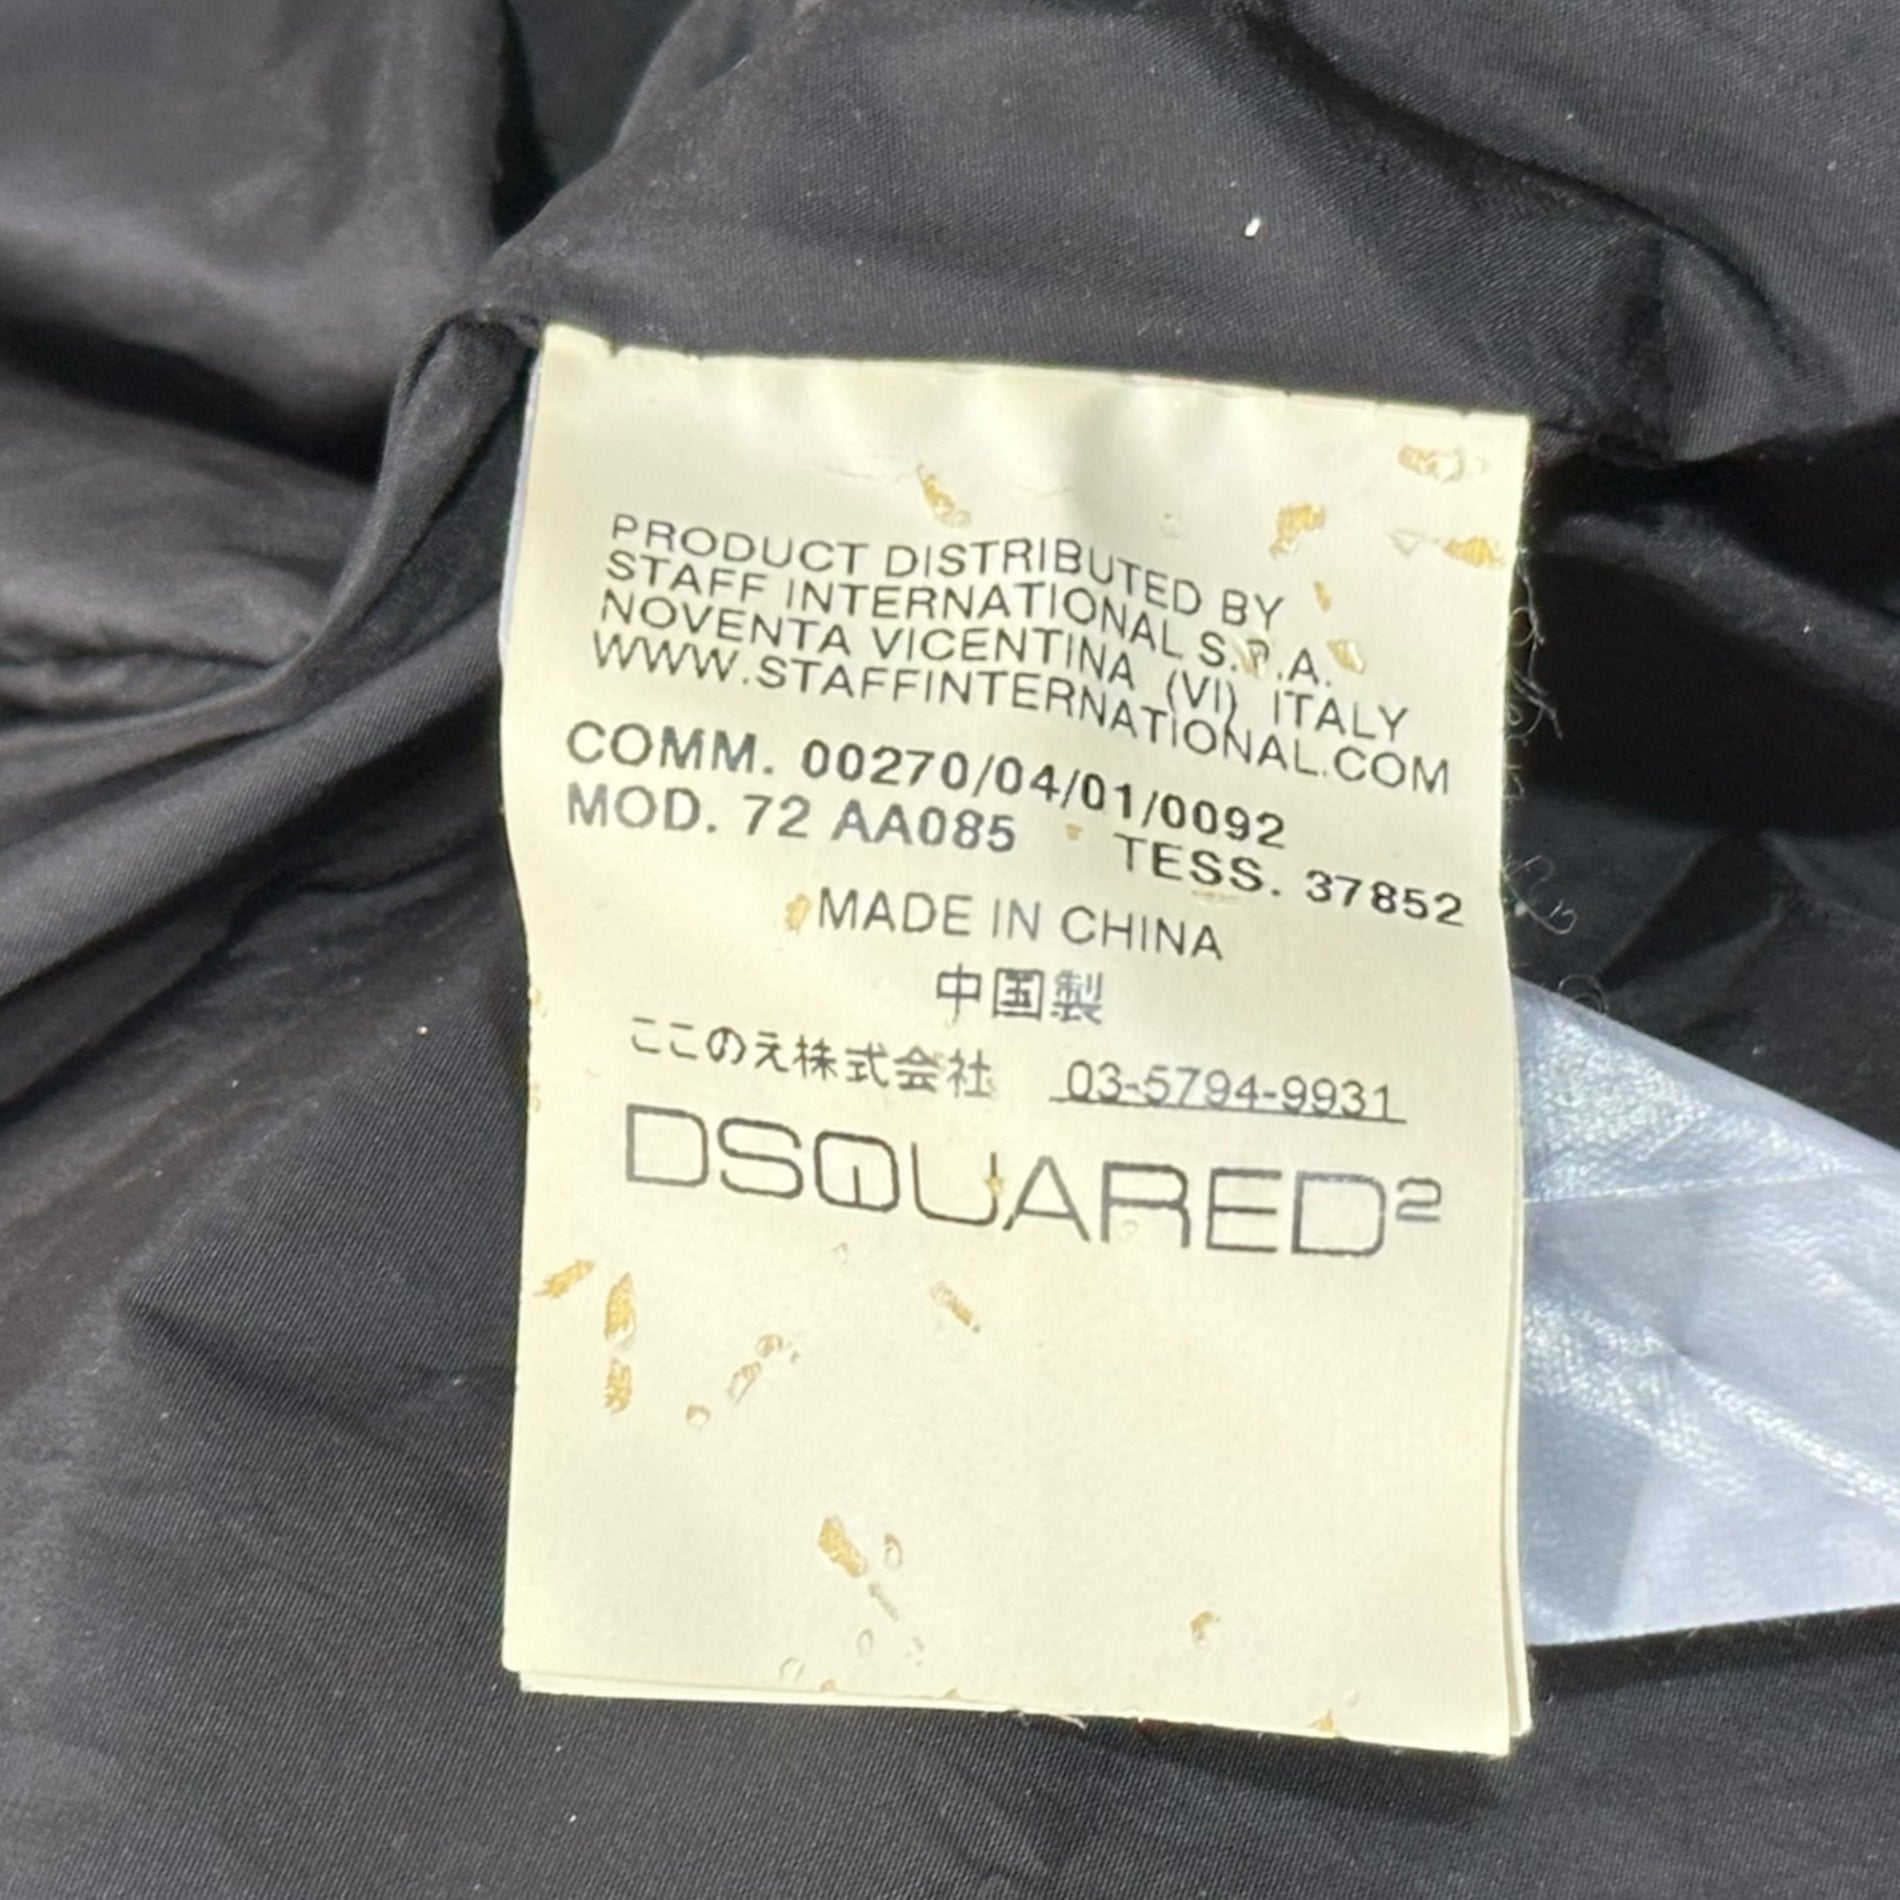 PRODUCT DISTRIBUTED BY
STAFF INTERNATIONAL S.P.A.
NOVENTA VICENTINA (VI) ITALY
WWW.STAFFINTERNATIONAL.COM
COMM. 00270/04/01/0092
MOD. 72 AA085 TESS. 37852
MADE IN CHINA
中国製
ここのえ株式会社 03-5794-9931
DSQUARED²